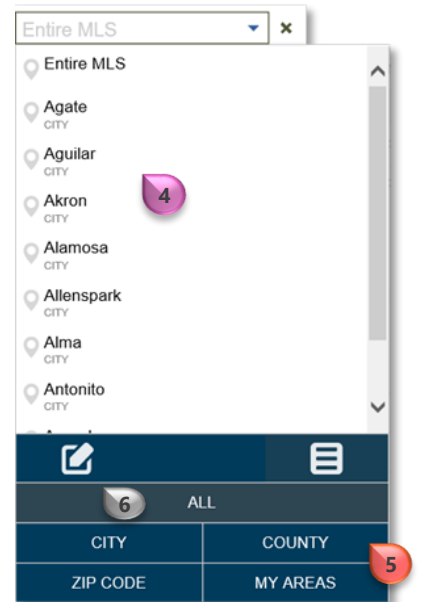 Entire MLS
Entire MLS
Agate
CITY
Aguilar
CITY
4
Akron
CITY
Alamosa
CITY
Allenspark
CITY
Alma
CITY
Antonito
CITY
6 ALL
CITY COUNTY
5
ZIP CODE MY AREAS